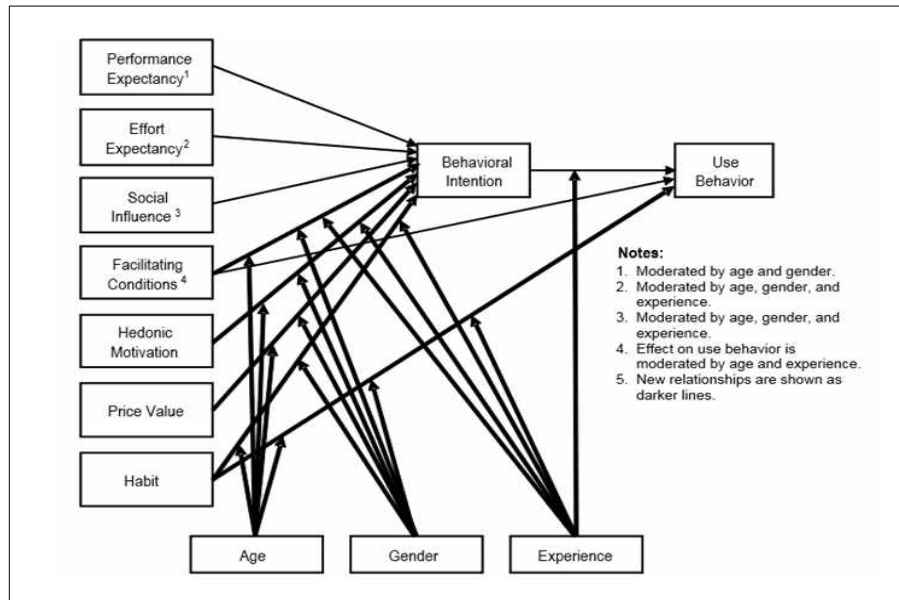 Performance
Expectancy1
Effort
Expectancy2
Social
Influence 3
Facilitating
Conditions 4
Hedonic
Motivation
Price Value
Habit
Behavioral
Intention
Use
Behavior
Notes:
1. Moderated by age and gender.
2. Moderated by age, gender, and
experience.
3. Moderated by age, gender, and
experience.
4. Effect on use behavior is
moderated by age and experience.
5. New relationships are shown as
darker lines.
Age
Gender
Experience